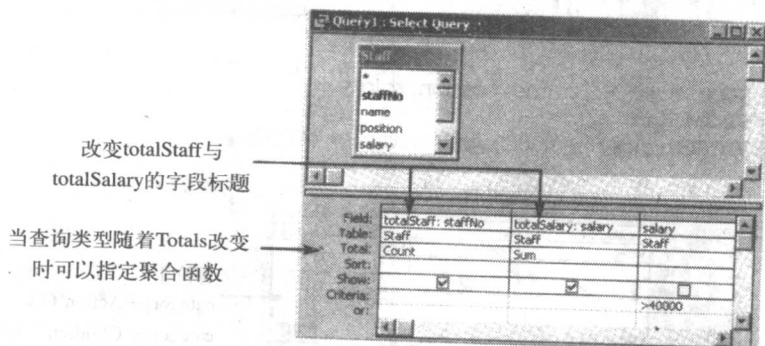 Query1 : Select Query
Staff
*
staffNo
name
position
salary
改变totalStaff与
totalSalary的字段标题
当查询类型随着Totals改变
时可以指定聚合函数
Field: totalStaff: staffNo totalSalary: salary salary
Table: Staff Staff Staff
Total: Count Sum
Sort:
Show:
Criteria: >40000
or: